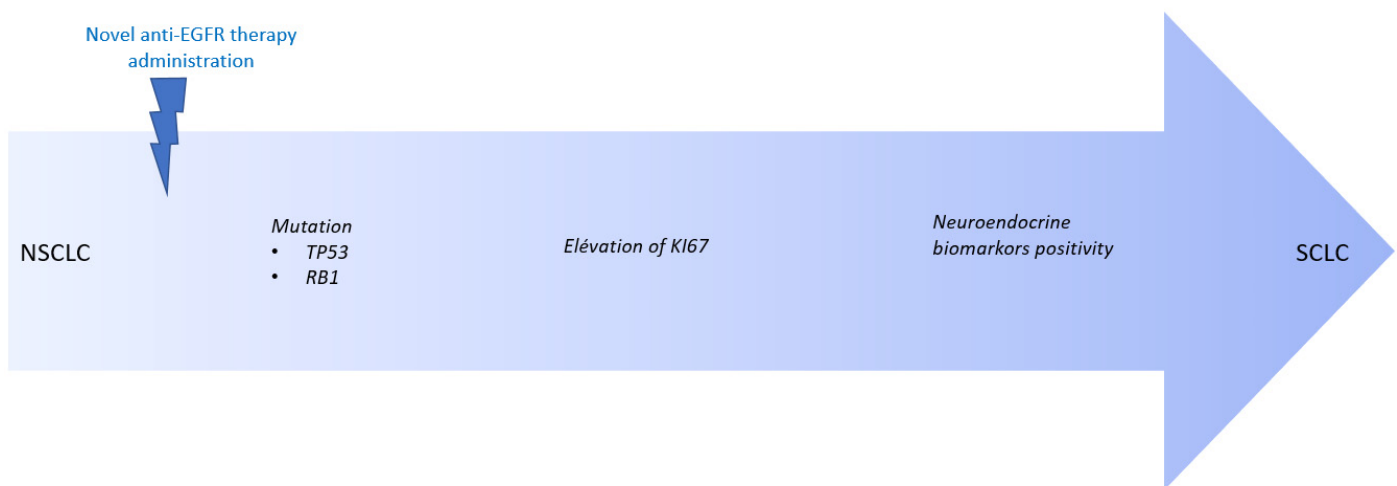 Novel anti-EGFR therapy
administration
NSCLC
Mutation
• TP53
• RB1
Elévation of KI67
Neuroendocrine
biomarkors positivity
SCLC